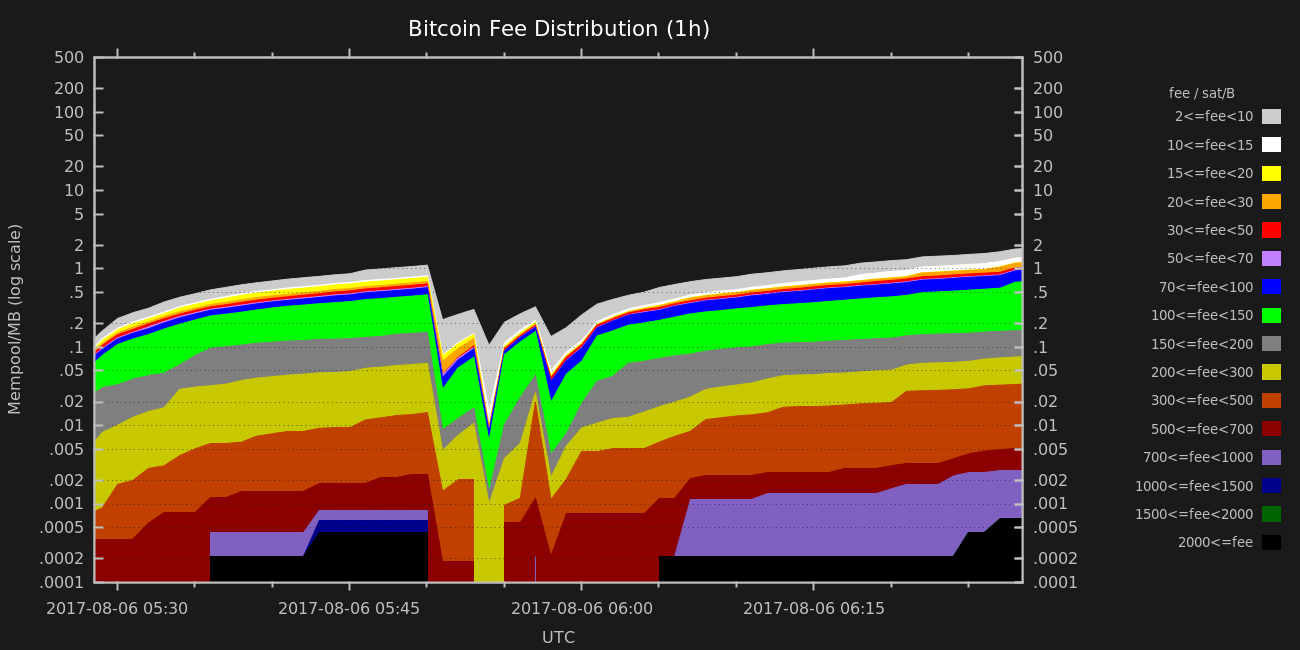 Bitcoin Fee Distribution (1h)
Mempool/MB (log scale)
500
200
100
50
20
10
5
2
1
.5
.2
.1
.05
.02
.01
.005
.002
.001
.0005
.0002
.0001
500
200
100
50
20
10
5
2
1
.5
.2
.1
.05
.02
.01
.005
.002
.001
.0005
.0002
.0001
2017-08-06 05:30
2017-08-06 05:45
2017-08-06 06:00
2017-08-06 06:15
UTC
fee / sat/B
2<=fee<10
10<=fee<15
15<=fee<20
20<=fee<30
30<=fee<50
50<=fee<70
70<=fee<100
100<=fee<150
150<=fee<200
200<=fee<300
300<=fee<500
500<=fee<700
700<=fee<1000
1000<=fee<1500
1500<=fee<2000
2000<=fee